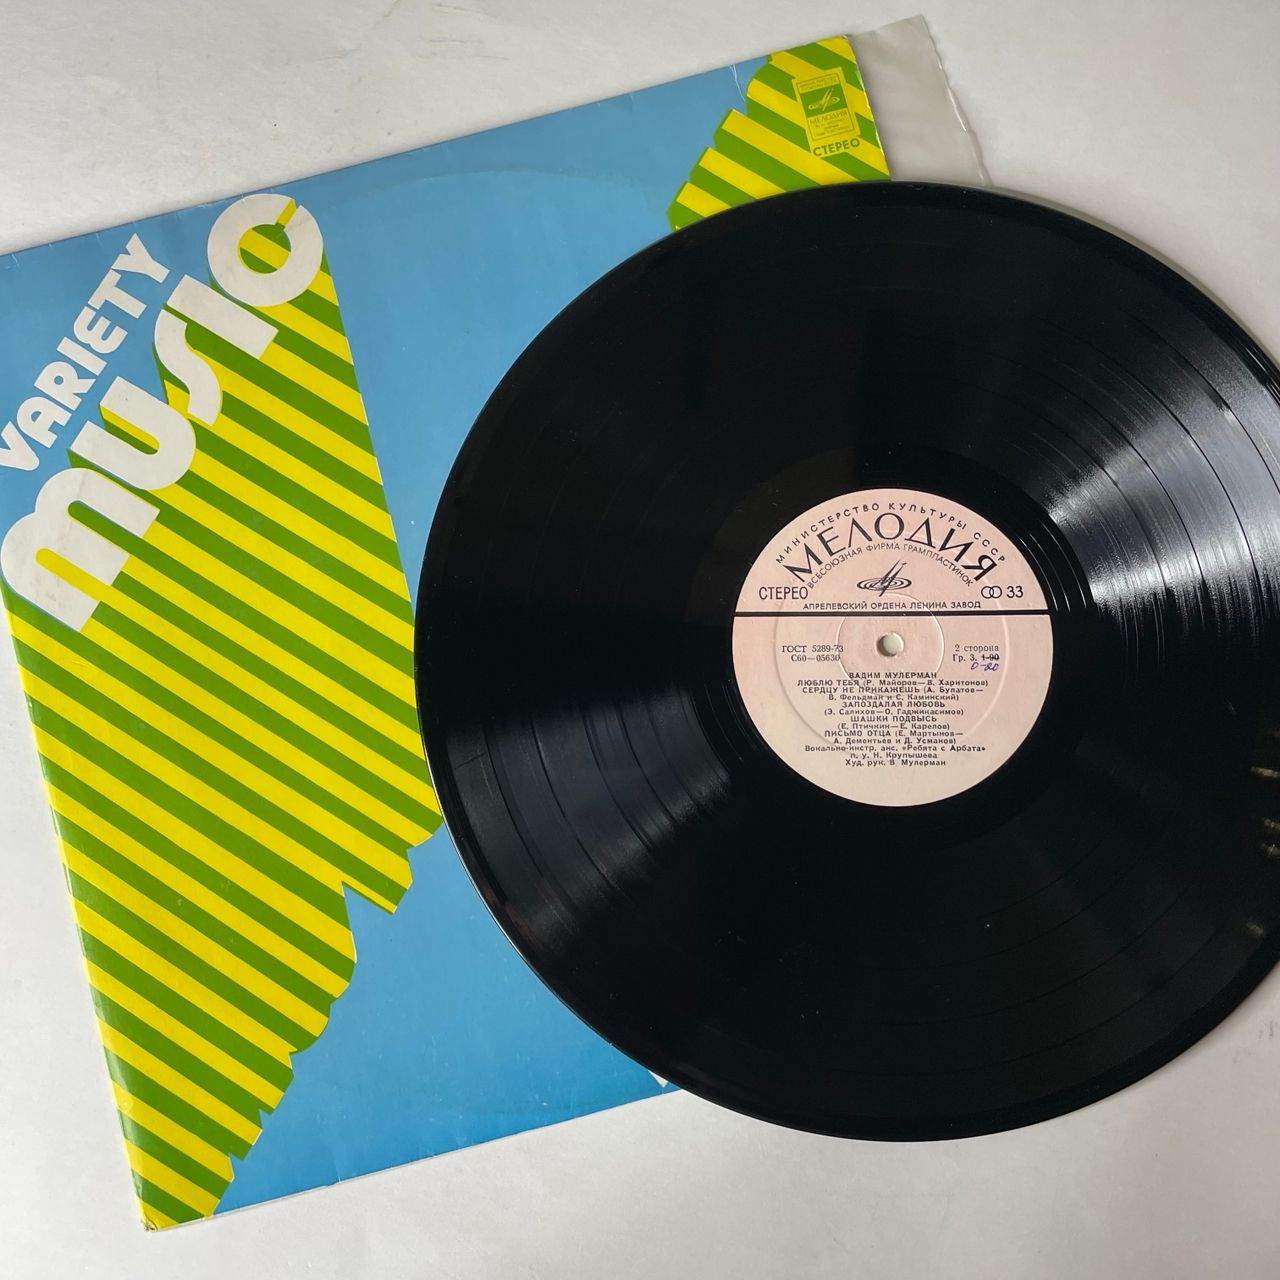 VARIETY
MUSIC
МЕЛОДИЯ
СТЕРЕО
МИНИСТЕРСТВО КУЛЬТУРЫ СССР
МЕЛОДИЯ
ВСЕСОЮЗНАЯ ФИРМА ГРАМПЛАСТИНОК
СТЕРЕО
33
АПРЕЛЕВСКИЙ ОРДЕНА ЛЕНИНА ЗАВОД
ГОСТ 5289-73
С60—05630
2 сторона
Гр. 3. 1-90
0-20
ВАДИМ МУЛЕРМАН
ЛЮБЛЮ ТЕБЯ (Р. Майоров—В. Харитонов)
СЕРДЦУ НЕ ПРИКАЖЕШЬ (А. Булатов—
В. Фельдман и С. Каминский)
ЗАПОЗДАЛАЯ ЛЮБОВЬ
(Э. Салихов—О. Гаджикасимов)
ШАШКИ ПОДВЫСЬ
(Е. Птичкин—Е. Карелов)
ПИСЬМО ОТЦА (Е. Мартынов—
А. Дементьев и Д. Усманов)
Вокально-инстр. анс. «Ребята с Арбата»
п. у. Н. Крупышева
Худ. рук. В. Мулерман